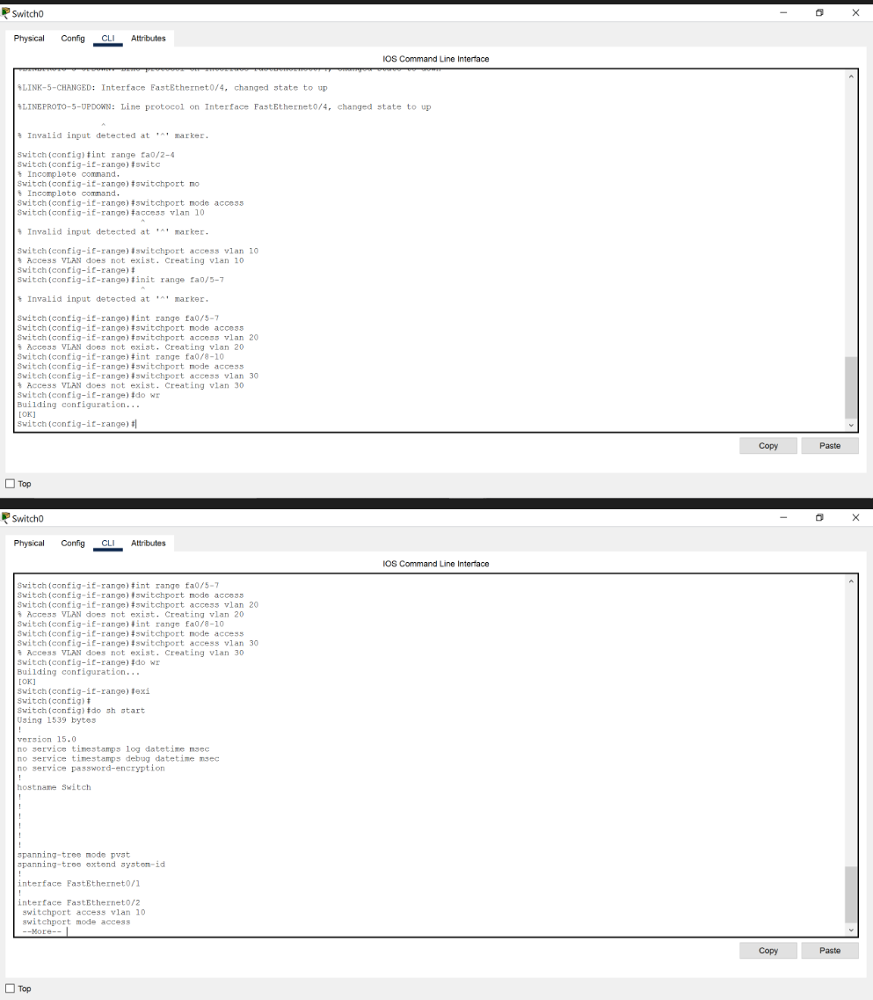 Switch0
Physical Config CLI Attributes
IOS Command Line Interface
%LINEPROTO-5-UPDOWN: Line protocol on Interface FastEthernet0/4, changed state to down
%LINK-5-CHANGED: Interface FastEthernet0/4, changed state to up
%LINEPROTO-5-UPDOWN: Line protocol on Interface FastEthernet0/4, changed state to up
^
% Invalid input detected at '^' marker.
Switch(config)#int range fa0/2-4
Switch(config-if-range)#switc
% Incomplete command.
Switch(config-if-range)#switchport mo
% Incomplete command.
Switch(config-if-range)#switchport mode access
Switch(config-if-range)#access vlan 10
^
% Invalid input detected at '^' marker.
Switch(config-if-range)#switchport access vlan 10
% Access VLAN does not exist. Creating vlan 10
Switch(config-if-range)#
Switch(config-if-range)#init range fa0/5-7
^
% Invalid input detected at '^' marker.
Switch(config-if-range)#int range fa0/5-7
Switch(config-if-range)#switchport mode access
Switch(config-if-range)#switchport access vlan 20
% Access VLAN does not exist. Creating vlan 20
Switch(config-if-range)#int range fa0/8-10
Switch(config-if-range)#switchport mode access
Switch(config-if-range)#switchport access vlan 30
% Access VLAN does not exist. Creating vlan 30
Switch(config-if-range)#do wr
Building configuration...
[OK]
Switch(config-if-range)#
Copy Paste
Top
Switch0
Physical Config CLI Attributes
IOS Command Line Interface
Switch(config-if-range)#int range fa0/5-7
Switch(config-if-range)#switchport mode access
Switch(config-if-range)#switchport access vlan 20
% Access VLAN does not exist. Creating vlan 20
Switch(config-if-range)#int range fa0/8-10
Switch(config-if-range)#switchport mode access
Switch(config-if-range)#switchport access vlan 30
% Access VLAN does not exist. Creating vlan 30
Switch(config-if-range)#do wr
Building configuration...
[OK]
Switch(config-if-range)#exi
Switch(config)#
Switch(config)#do sh start
Using 1539 bytes
!
version 15.0
no service timestamps log datetime msec
no service timestamps debug datetime msec
no service password-encryption
!
hostname Switch
!
!
!
!
!
!
spanning-tree mode pvst
spanning-tree extend system-id
!
interface FastEthernet0/1
!
interface FastEthernet0/2
switchport access vlan 10
switchport mode access
--More--
Copy Paste
Top